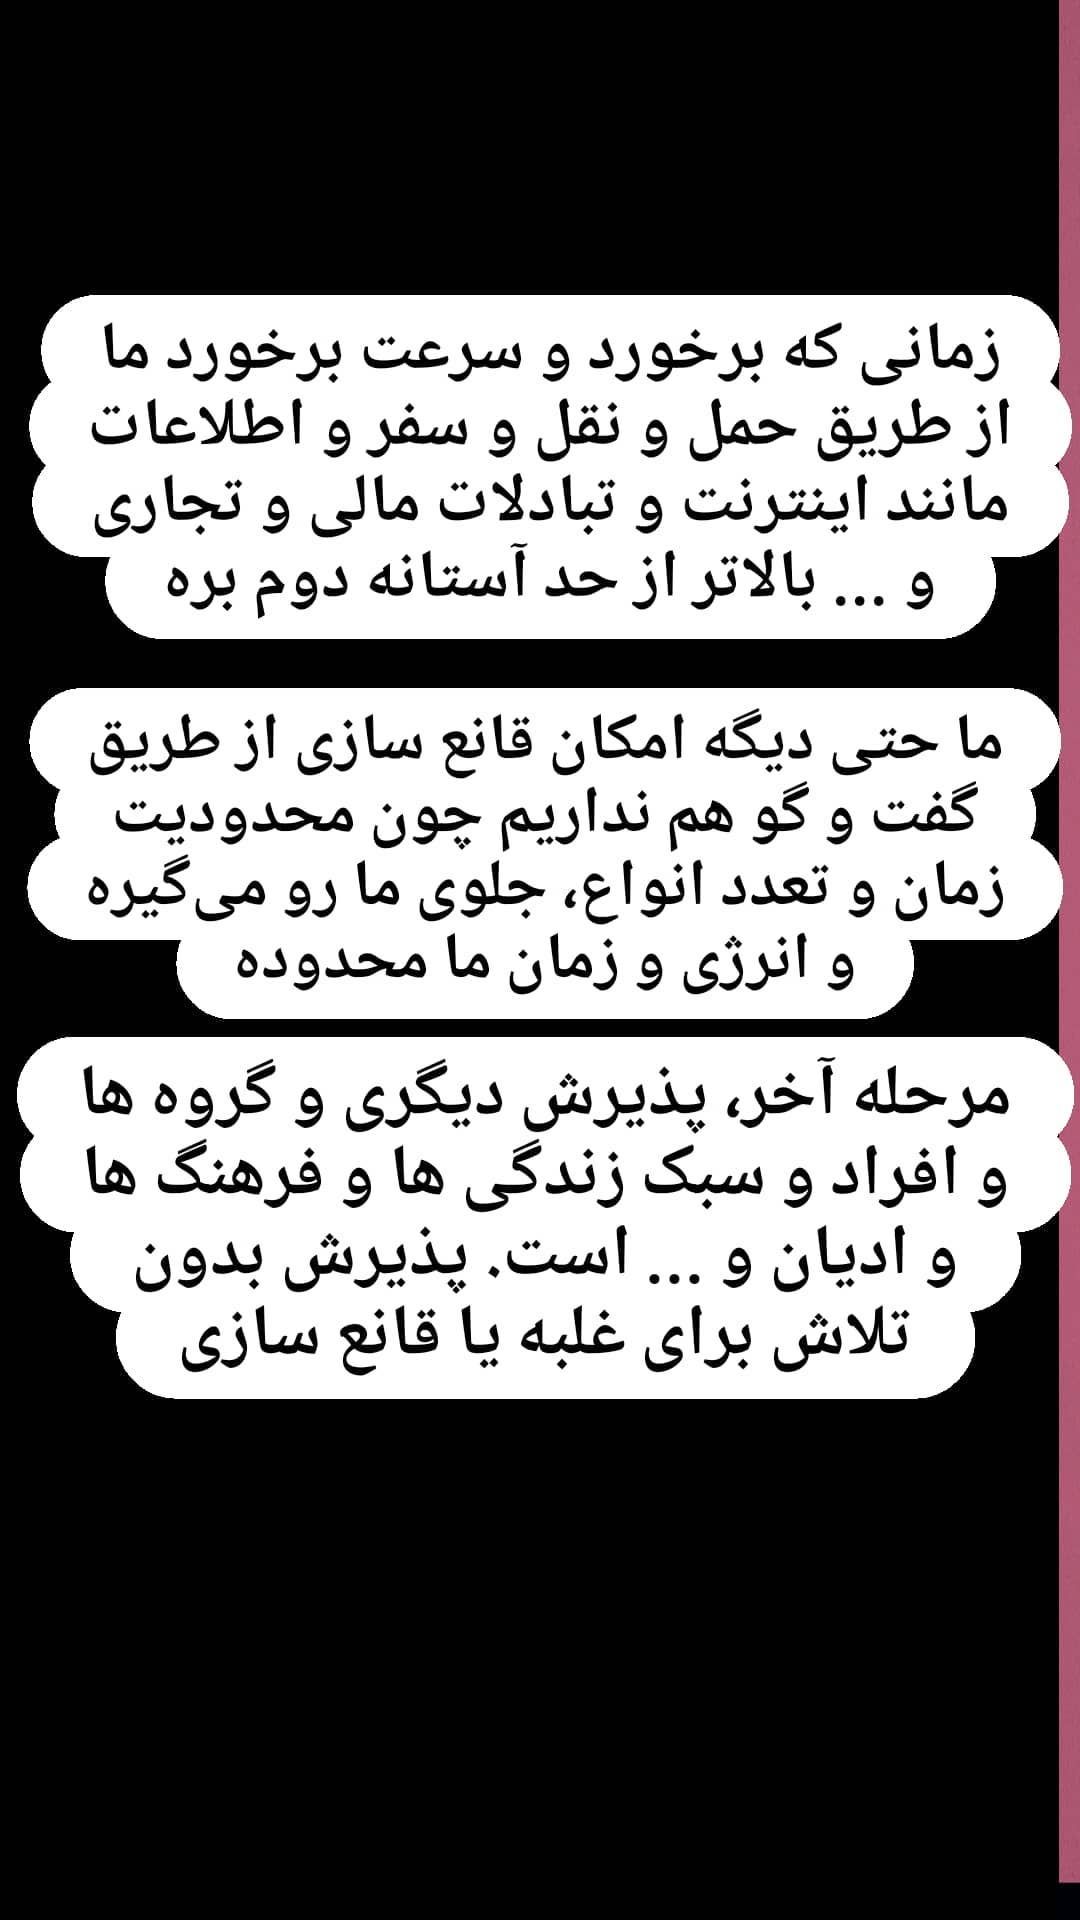 زمانی که برخورد و سرعت برخورد ما
از طریق حمل و نقل و سفر و اطلاعات
مانند اینترنت و تبادلات مالی و تجاری
و ... بالاتر از حد آستانه دوم بره
ما حتی دیگه امکان قانع سازی از طریق
گفت و گو هم نداریم چون محدودیت
زمان و تعدد انواع، جلوی ما رو می‌گیره
و انرژی و زمان ما محدوده
مرحله آخر، پذیرش دیگری و گروه ها
و افراد و سبک زندگی ها و فرهنگ ها
و ادیان و ... است. پذیرش بدون
تلاش برای غلبه یا قانع سازی